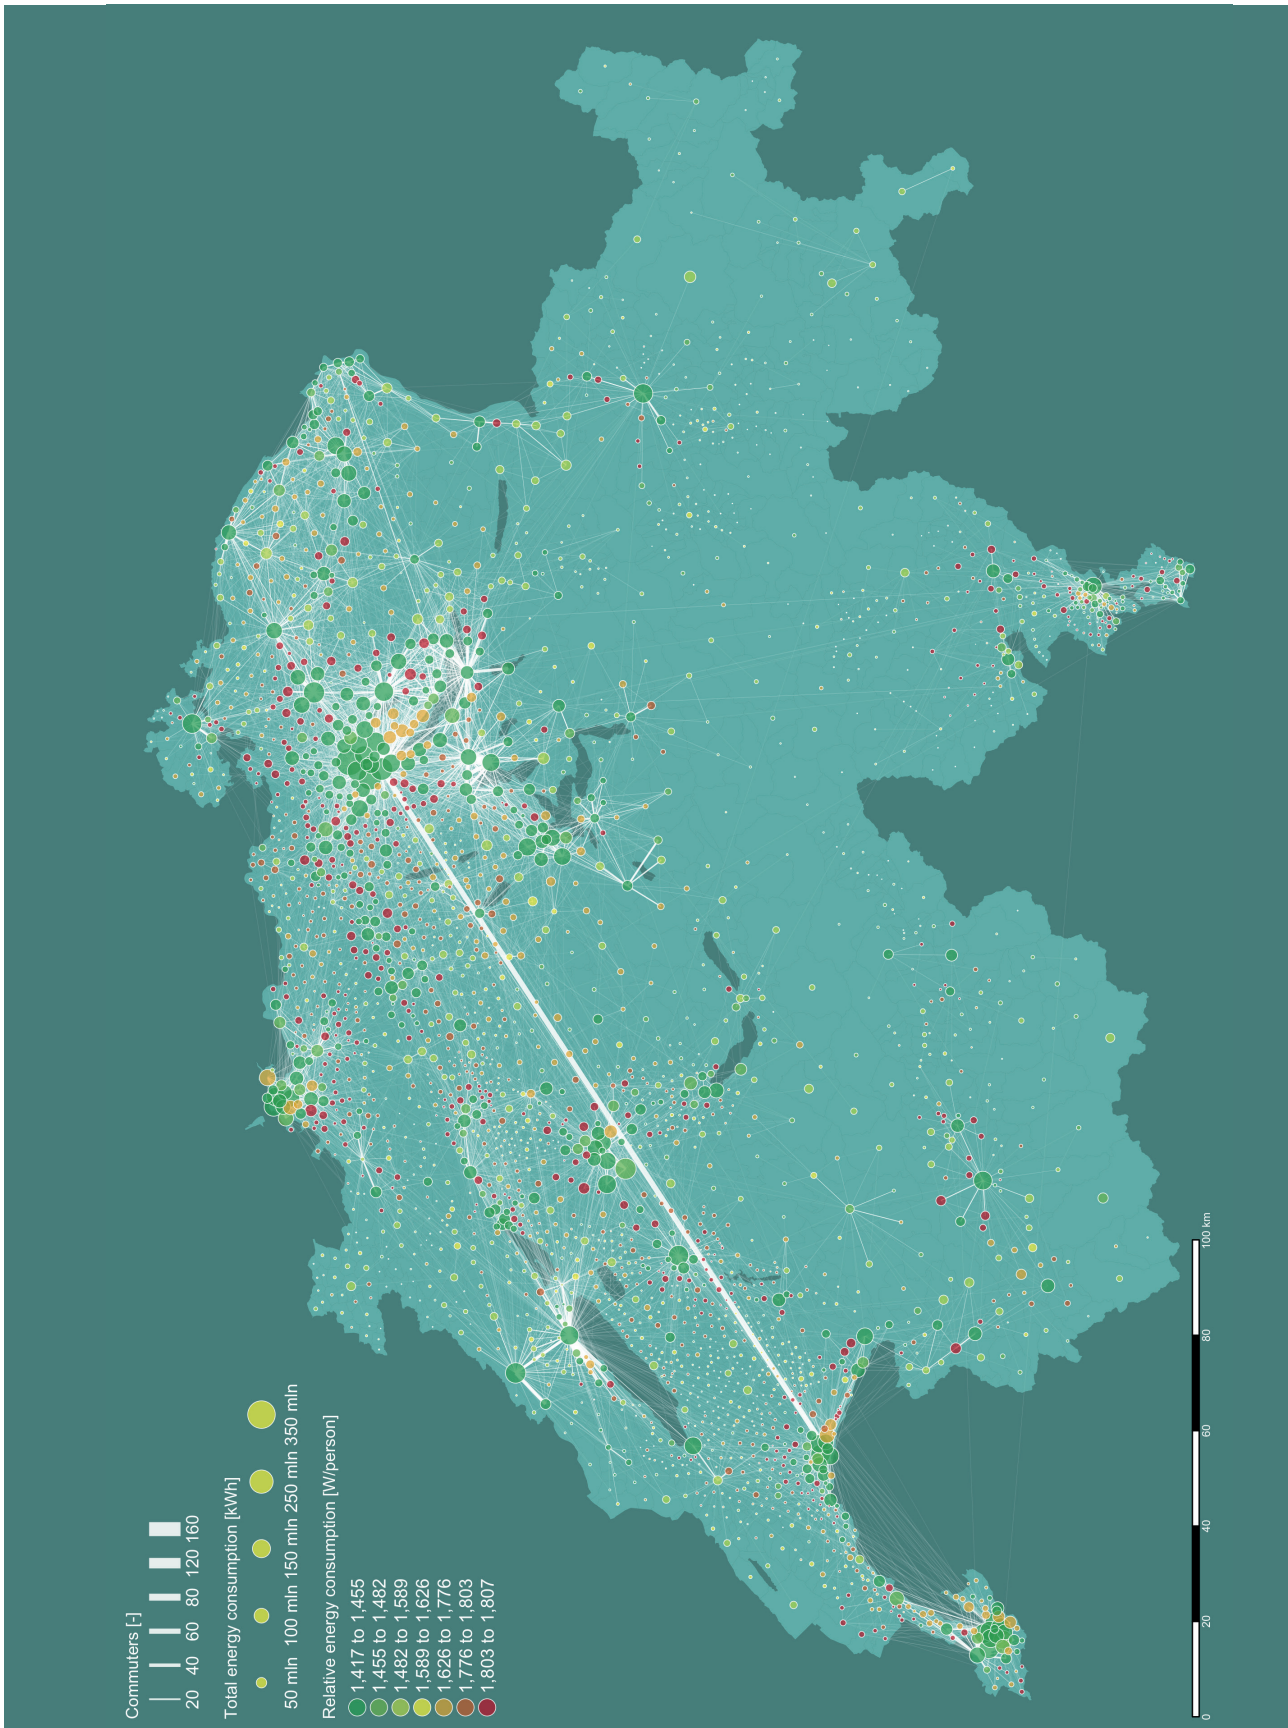 Commuters [-]
20 40 60 80 120 160
Total energy consumption [kWh]
50 mln 100 mln 150 mln 250 mln 350 mln
Relative energy consumption [W/person]
1,417 to 1,455
1,455 to 1,482
1,482 to 1,589
1,589 to 1,626
1,626 to 1,776
1,776 to 1,803
1,803 to 1,807
0 20 40 60 80 100 km